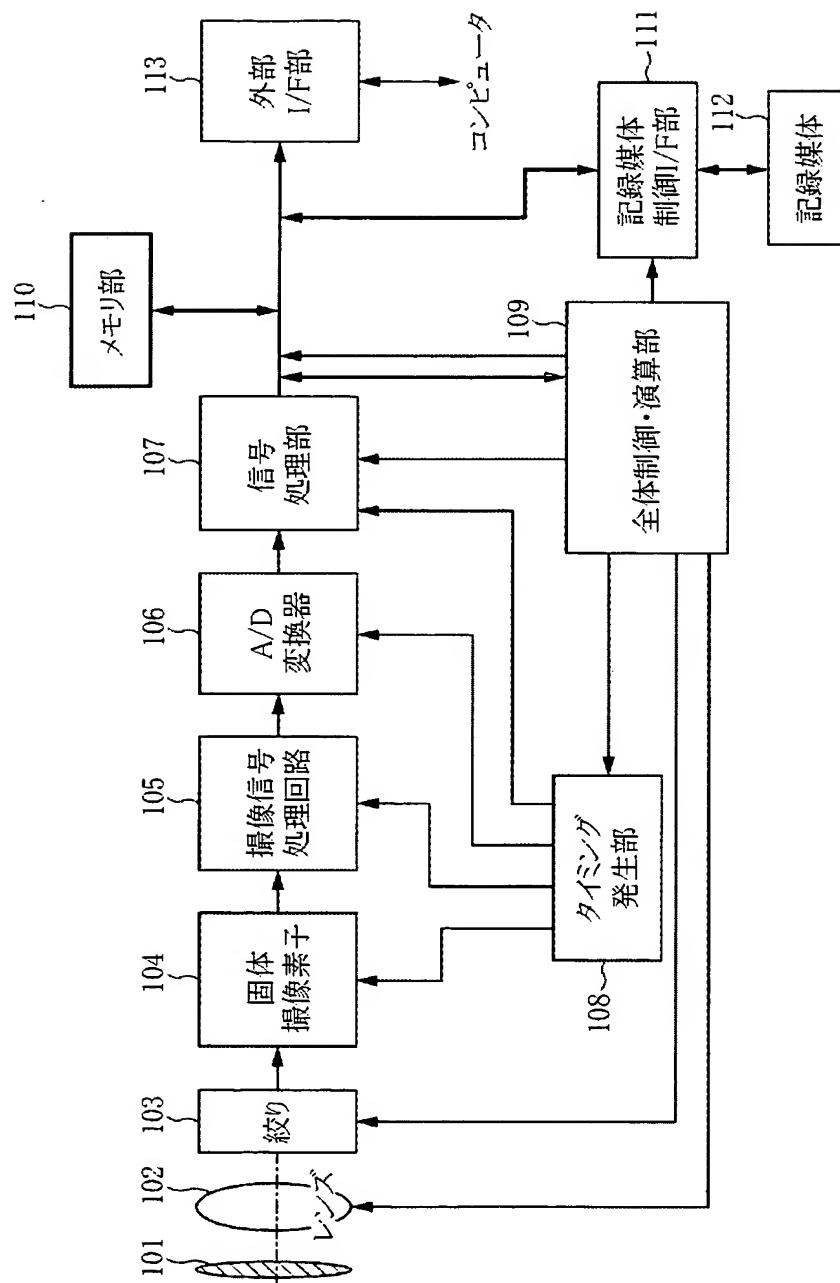 101
102
レンズ
103
絞り
104
固体
撮像素子
105
撮像信号
処理回路
106
A/D
変換器
107
信号
処理部
110
メモリ部
113
外部
I/F部
コンピュータ
108
タイミング
発生部
109
全体制御・演算部
111
記録媒体
制御I/F部
112
記録媒体